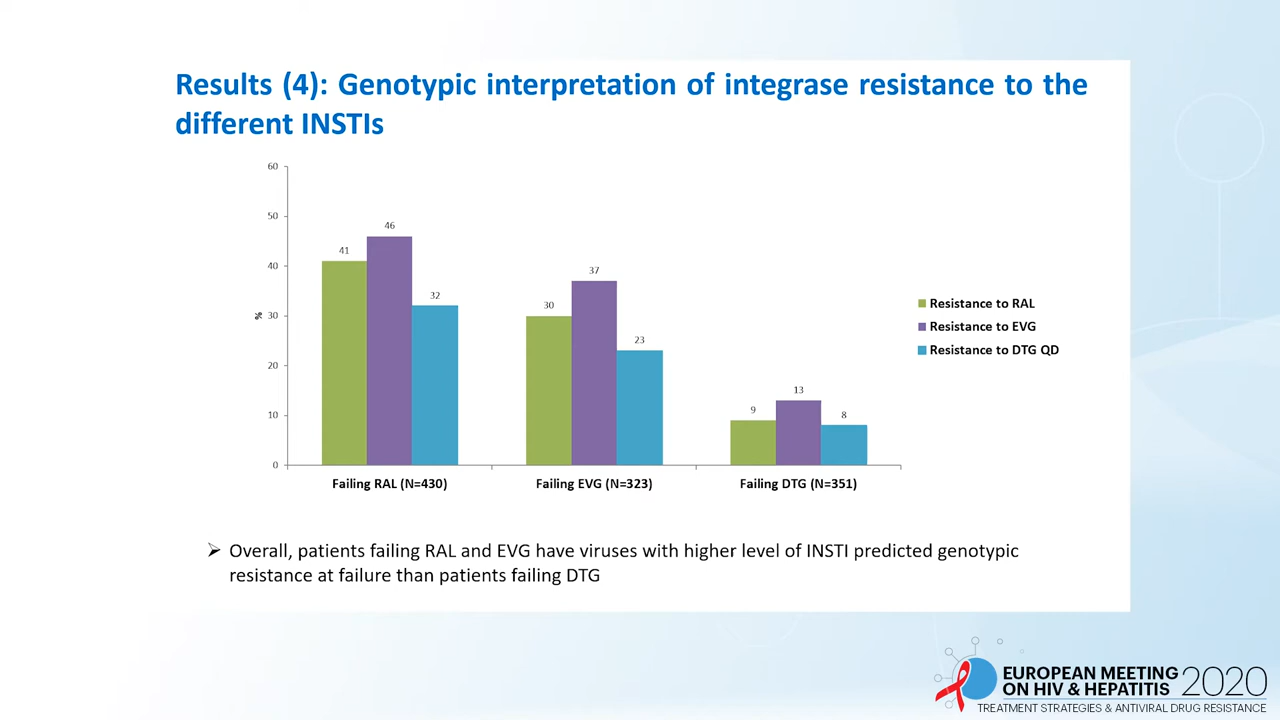 Results (4): Genotypic interpretation of integrase resistance to the
different INSTIs
60
50
40
30
20
10
0
%
41
46
32
30
37
23
9
13
8
Failing RAL (N=430)
Failing EVG (N=323)
Failing DTG (N=351)
Resistance to RAL
Resistance to EVG
Resistance to DTG QD
Overall, patients failing RAL and EVG have viruses with higher level of INSTI predicted genotypic
resistance at failure than patients failing DTG
EUROPEAN MEETING
ON HIV & HEPATITIS 2020
TREATMENT STRATEGIES & ANTIVIRAL DRUG RESISTANCE